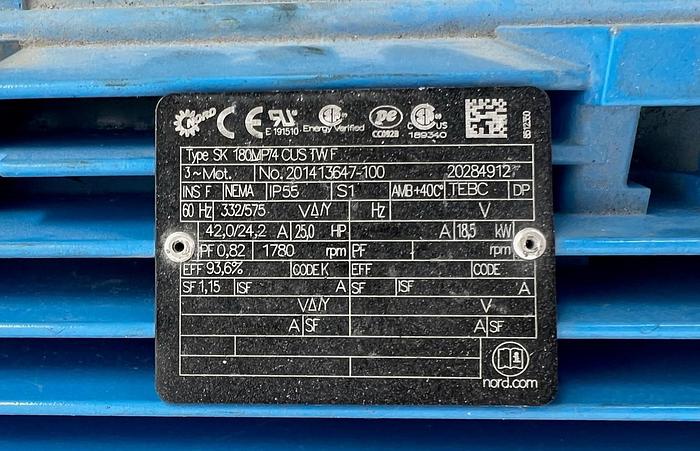 NORD CE E 191510 Energy Verified CC092B C US 189340
8512350
Type SK 180MP/4 CUS TW F
3~Mot. No. 201413647-100 20284912
INS F NEMA IP55 S1 AMB+40C° TEBC DP
60 Hz 332/575 VΔ/Y Hz V
42,0/24,2 A 25,0 HP A 18,5 kW
PF 0,82 1780 rpm PF rpm
EFF 93,6% CODE K EFF CODE
SF 1,15 ISF A SF ISF A
VΔ/Y V
A SF A SF
nord.com